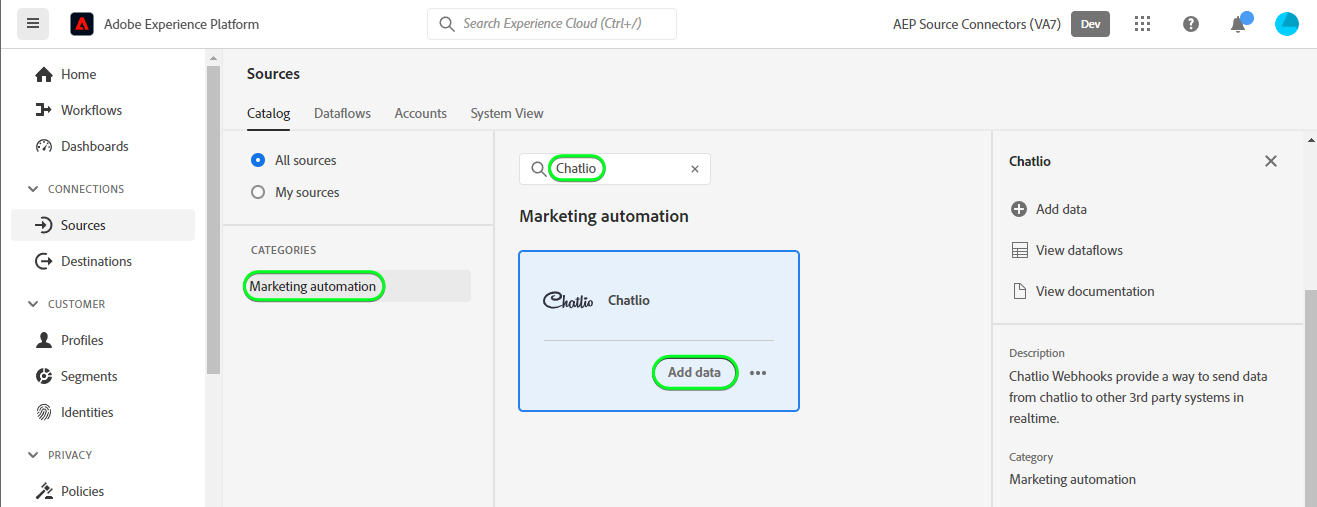 Adobe Experience Platform
Search Experience Cloud (Ctrl+/)
AEP Source Connectors (VA7)
Dev
Home
Workflows
Dashboards
CONNECTIONS
Sources
Destinations
CUSTOMER
Profiles
Segments
Identities
PRIVACY
Policies
Sources
Catalog Dataflows Accounts System View
All sources
My sources
CATEGORIES
Marketing automation
Chatlio
Marketing automation
Chatlio Chatlio
Add data
Chatlio
Add data
View dataflows
View documentation
Description
Chatlio Webhooks provide a way to send data
from chatlio to other 3rd party systems in
realtime.
Category
Marketing automation